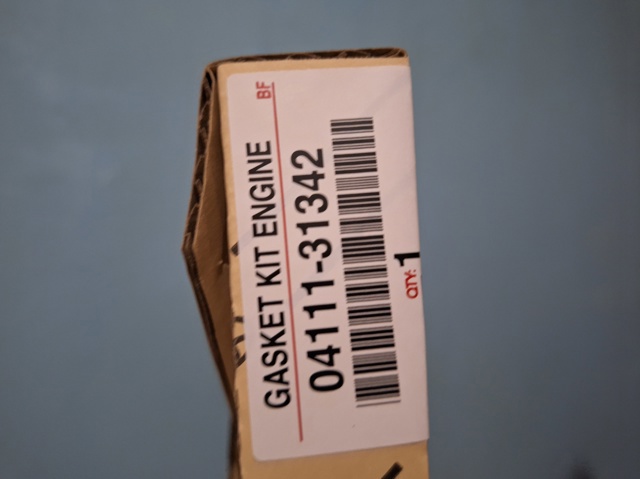 GASKET KIT ENGINE BF
04111-31342
QTY: 1